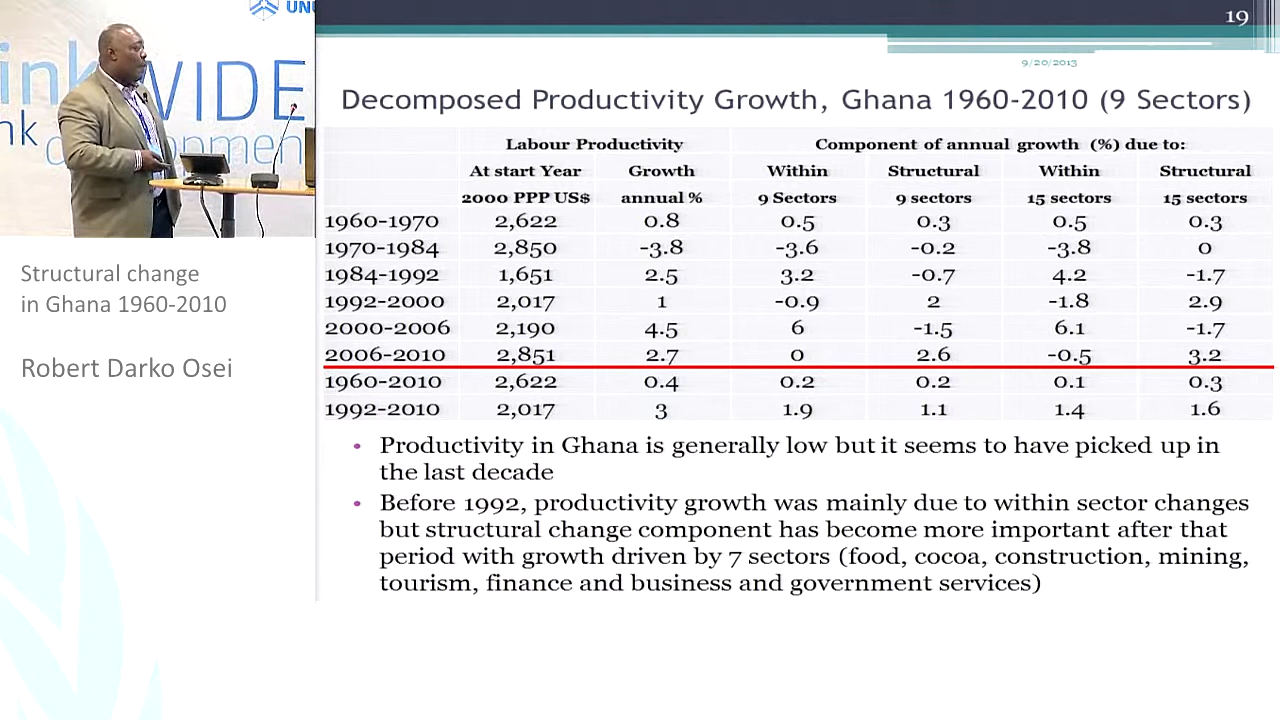 UNU
ink WIDE
nk development
Structural change
in Ghana 1960-2010
Robert Darko Osei
19
9/20/2013
Decomposed Productivity Growth, Ghana 1960-2010 (9 Sectors)
Labour Productivity Component of annual growth (%) due to:
At start Year Growth Within Structural Within Structural
2000 PPP US$ annual % 9 Sectors 9 sectors 15 sectors 15 sectors
1960-1970 2,622 0.8 0.5 0.3 0.5 0.3
1970-1984 2,850 -3.8 -3.6 -0.2 -3.8 0
1984-1992 1,651 2.5 3.2 -0.7 4.2 -1.7
1992-2000 2,017 1 -0.9 2 -1.8 2.9
2000-2006 2,190 4.5 6 -1.5 6.1 -1.7
2006-2010 2,851 2.7 0 2.6 -0.5 3.2
1960-2010 2,622 0.4 0.2 0.2 0.1 0.3
1992-2010 2,017 3 1.9 1.1 1.4 1.6
• Productivity in Ghana is generally low but it seems to have picked up in
the last decade
• Before 1992, productivity growth was mainly due to within sector changes
but structural change component has become more important after that
period with growth driven by 7 sectors (food, cocoa, construction, mining,
tourism, finance and business and government services)